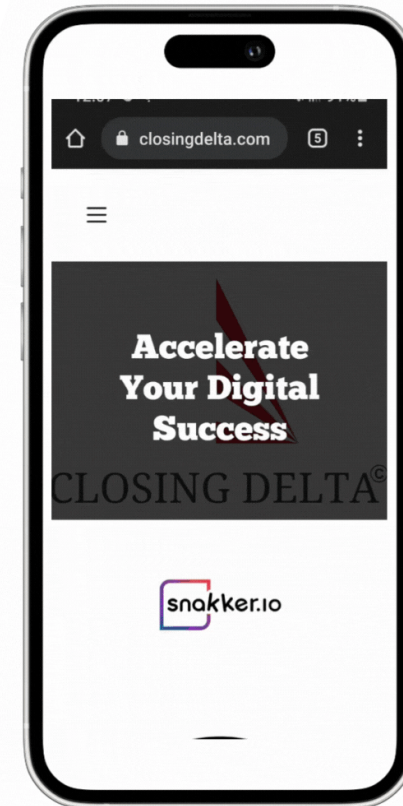 closingdelta.com
5
Accelerate
Your Digital
Success
CLOSING DELTA©
snakker.io